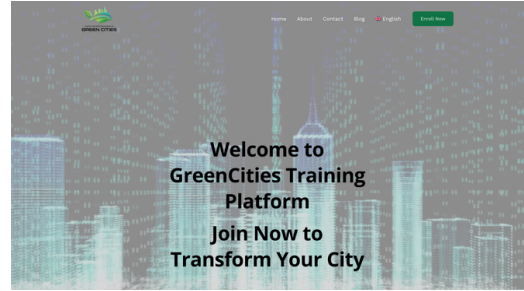 Home About Contact Blog English Enroll Now
GREEN CITIES
Welcome to
GreenCities Training
Platform
Join Now to
Transform Your City